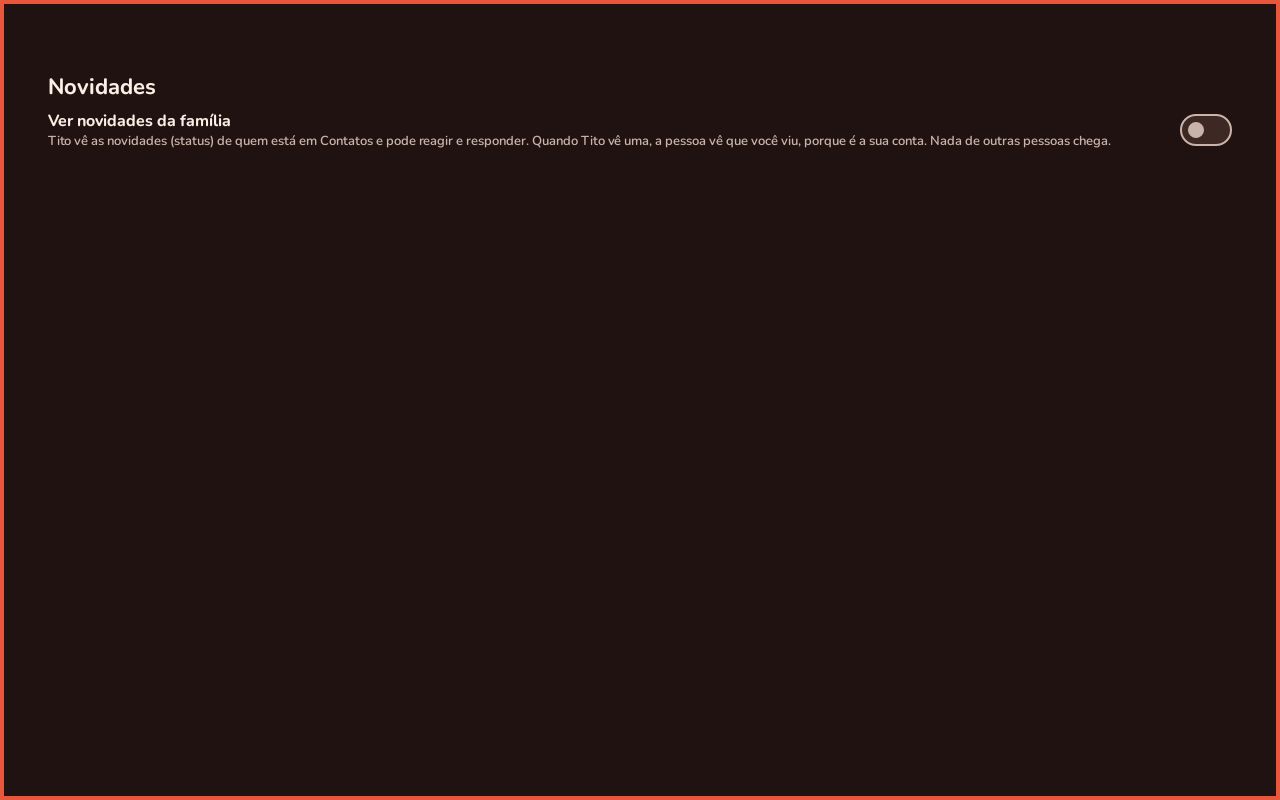 Novidades
Ver novidades da família
Tito vê as novidades (status) de quem está em Contatos e pode reagir e responder. Quando Tito vê uma, a pessoa vê que você viu, porque é a sua conta. Nada de outras pessoas chega.